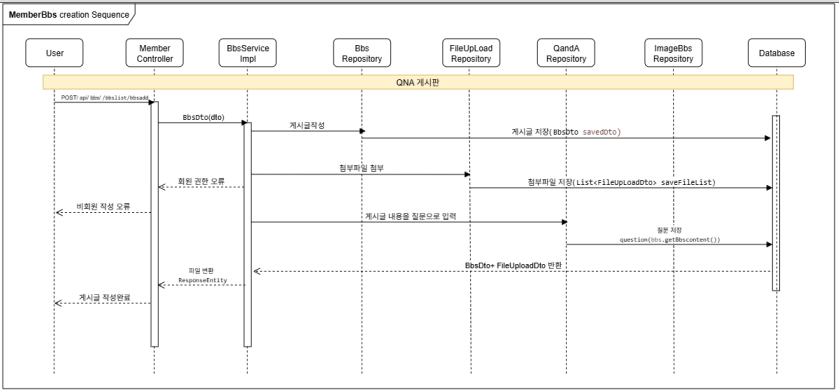 MemberBbs creation Sequence
User
Member
Controller
BbsService
Impl
Bbs
Repository
FileUpLoad
Repository
QandA
Repository
ImageBbs
Repository
Database
QNA 게시판
POST/ api/ bbs/ /bbslist/bbsadd
BbsDto(dto)
게시글작성
게시글 저장(BbsDto savedDto)
첨부파일 첨부
회원 권한 오류
첨부파일 저장(List<FileUpLoadDto> saveFileList)
비회원 작성 오류
게시글 내용을 질문으로 입력
질문 저장
question(bbs.getBbscontent())
BbsDto+ FileUploadDto 반환
파일 변환
ResponseEntity
게시글 작성완료